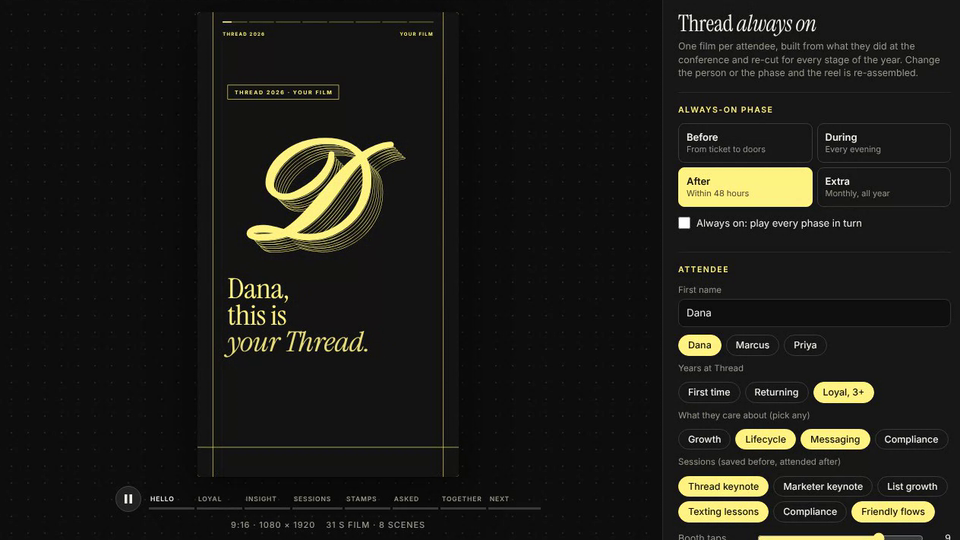 THREAD 2026
YOUR FILM
THREAD 2026 · YOUR FILM
D
Dana,
this is
your Thread.
HELLO
LOYAL
INSIGHT
SESSIONS
STAMPS
ASKED
TOGETHER
NEXT
9:16 · 1080 × 1920 31 S FILM · 8 SCENES
Thread always on
One film per attendee, built from what they did at the
conference and re-cut for every stage of the year. Change
the person or the phase and the reel is re-assembled.
ALWAYS-ON PHASE
Before
From ticket to doors
During
Every evening
After
Within 48 hours
Extra
Monthly, all year
Always on: play every phase in turn
ATTENDEE
First name
Dana
Dana
Marcus
Priya
Years at Thread
First time
Returning
Loyal, 3+
What they care about (pick any)
Growth
Lifecycle
Messaging
Compliance
Sessions (saved before, attended after)
Thread keynote
Marketer keynote
List growth
Texting lessons
Compliance
Friendly flows
Booth taps
9